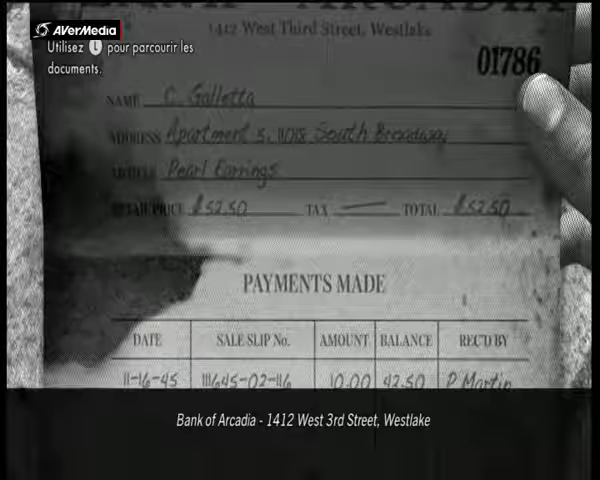 AVerMedia
Utilisez L pour parcourir les
documents.
1412 West Third Street, Westlake
01786
NAME C. Galletta
ADDRESS Apartment 5, 1108 South Broadway
ARTICLE Pearl Earrings
RETAIL PRICE $52.50 TAX — TOTAL $52.50
PAYMENTS MADE
DATE SALE SLIP No. AMOUNT BALANCE REC'D BY
11-16-45 111645-02-116 10.00 42.50 P Martin
Bank of Arcadia - 1412 West 3rd Street, Westlake